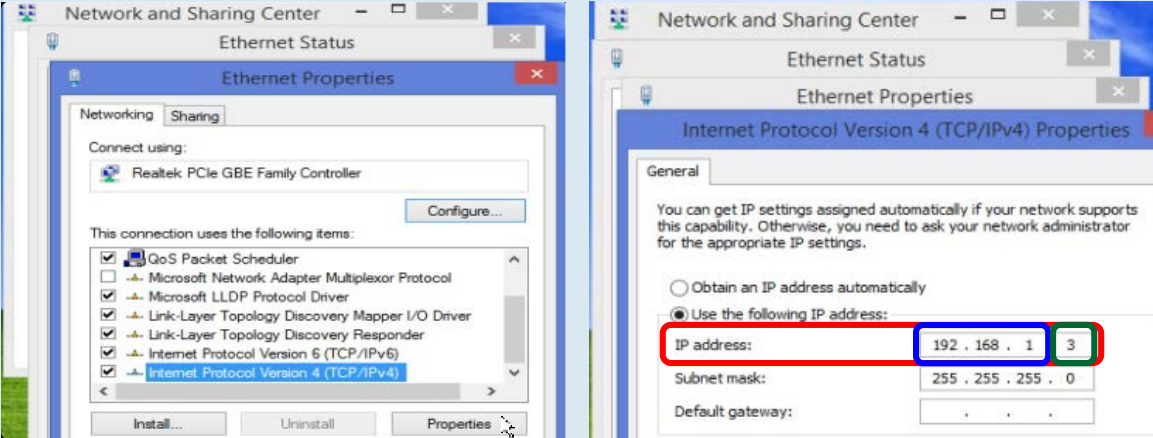 Network and Sharing Center
Ethernet Status
Ethernet Properties
Networking
Sharing
Connect using:
Realtek PCIe GBE Family Controller
Configure...
This connection uses the following items:
QoS Packet Scheduler
Microsoft Network Adapter Multiplexor Protocol
Microsoft LLDP Protocol Driver
Link-Layer Topology Discovery Mapper I/O Driver
Link-Layer Topology Discovery Responder
Internet Protocol Version 6 (TCP/IPv6)
Internet Protocol Version 4 (TCP/IPv4)
Install...
Uninstall
Properties
Network and Sharing Center
Ethernet Status
Ethernet Properties
Internet Protocol Version 4 (TCP/IPv4) Properties
General
You can get IP settings assigned automatically if your network supports
this capability. Otherwise, you need to ask your network administrator
for the appropriate IP settings.
Obtain an IP address automatically
Use the following IP address:
IP address: 192 . 168 . 1 3
Subnet mask: 255 . 255 . 255 . 0
Default gateway: . . .